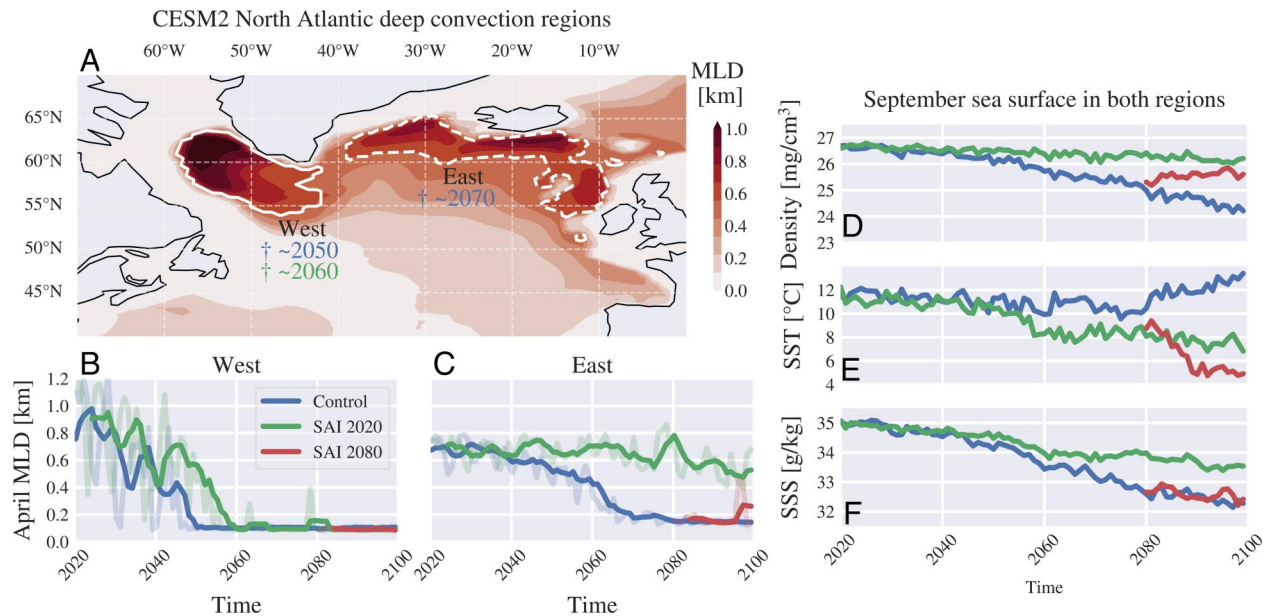 CESM2 North Atlantic deep convection regions
A
60°W 50°W 40°W 30°W 20°W 10°W
MLD
[km]
65°N
60°N
55°N
50°N
45°N
1.0
0.8
0.6
0.4
0.2
0.0
East
† ~2070
West
† ~2050
† ~2060
B
West
April MLD [km]
1.2
1.0
0.8
0.6
0.4
0.2
0.0
Control
SAI 2020
SAI 2080
2020 2040 2060 2080 2100
Time
C
East
2020 2040 2060 2080 2100
Time
September sea surface in both regions
Density [mg/cm³]
27
26
25
24
23
D
SST [°C]
12
10
8
6
4
E
SSS [g/kg]
35
34
33
32
F
2020 2040 2060 2080 2100
Time